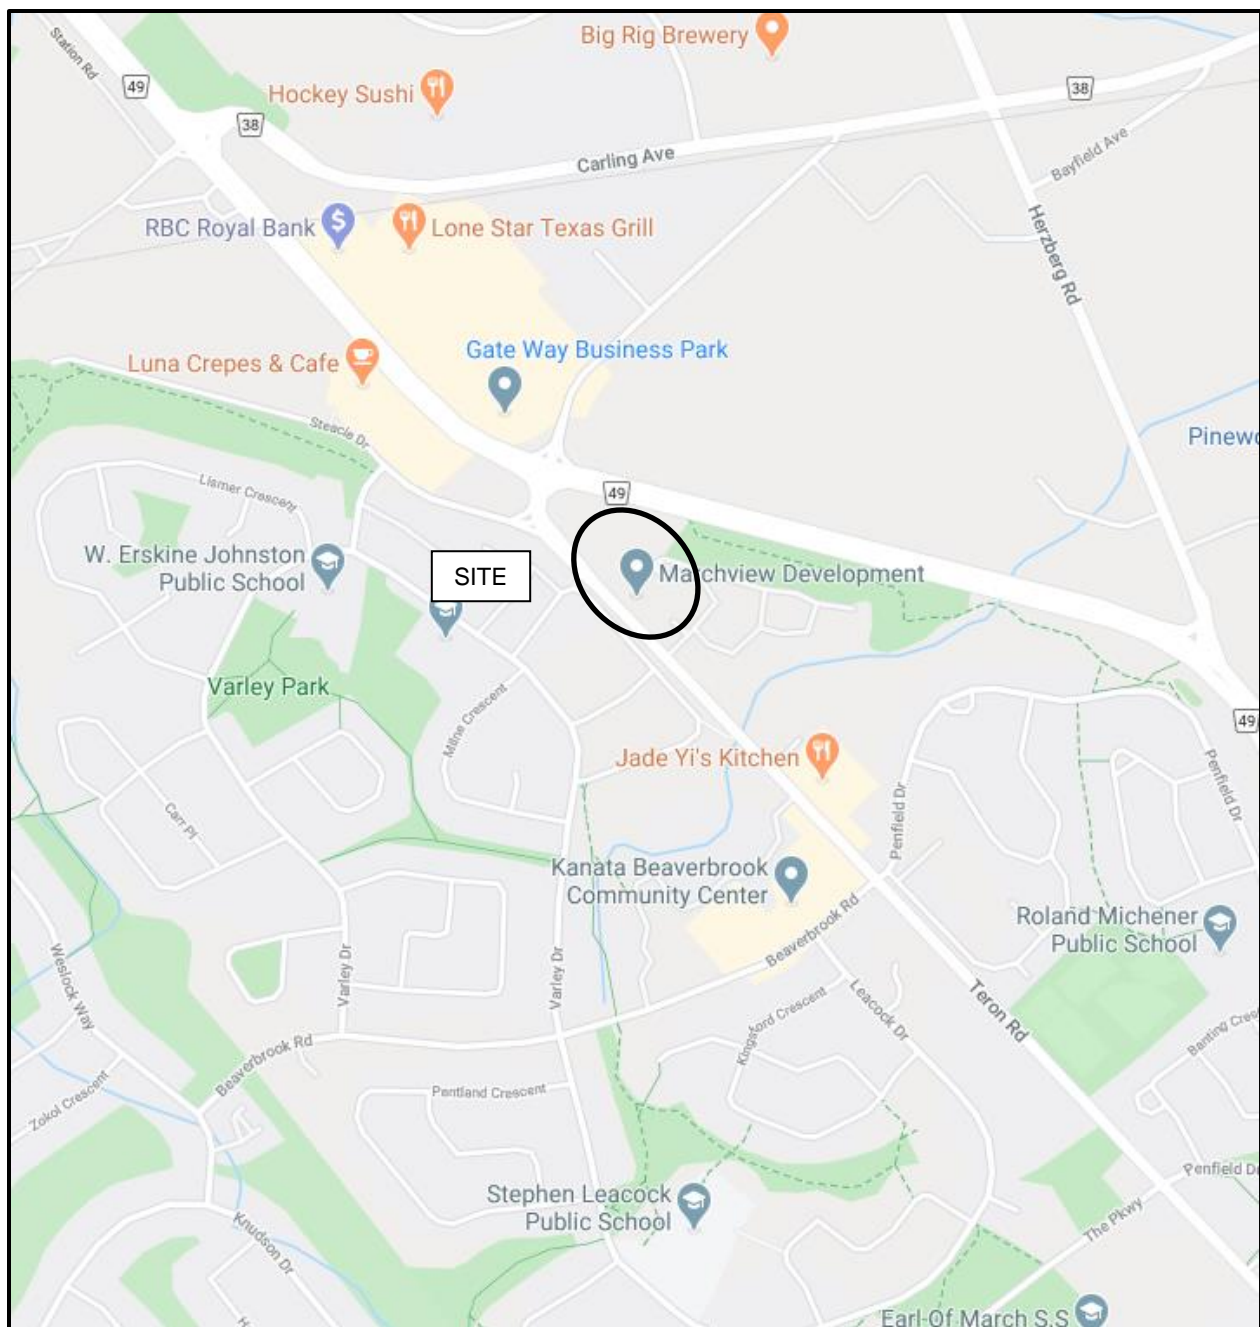 Big Rig Brewery
Station Rd
49
38
Hockey Sushi
38
Carling Ave
Bayfield Ave
RBC Royal Bank
Lone Star Texas Grill
Herzberg Rd
Gate Way Business Park
Luna Crepes & Cafe
Steacie Dr
Pinewo
Lismer Crescent
49
W. Erskine Johnston
Public School
SITE
Marchview Development
Varley Park
Milne Crescent
49
Jade Yi's Kitchen
Penfield Dr
Carr Pl
Penfield Dr
Kanata Beaverbrook
Community Center
Roland Michener
Public School
Beaverbrook Rd
Weslock Way
Varley Dr
Varley Dr
Leacock Dr
Kingsford Crescent
Teron Rd
Banting Cresc
Beaverbrook Rd
Pentland Crescent
Zokol Crescent
Penfield Dr
Stephen Leacock
Public School
The Pkwy
Knudson Dr
H
Earl Of March S.S